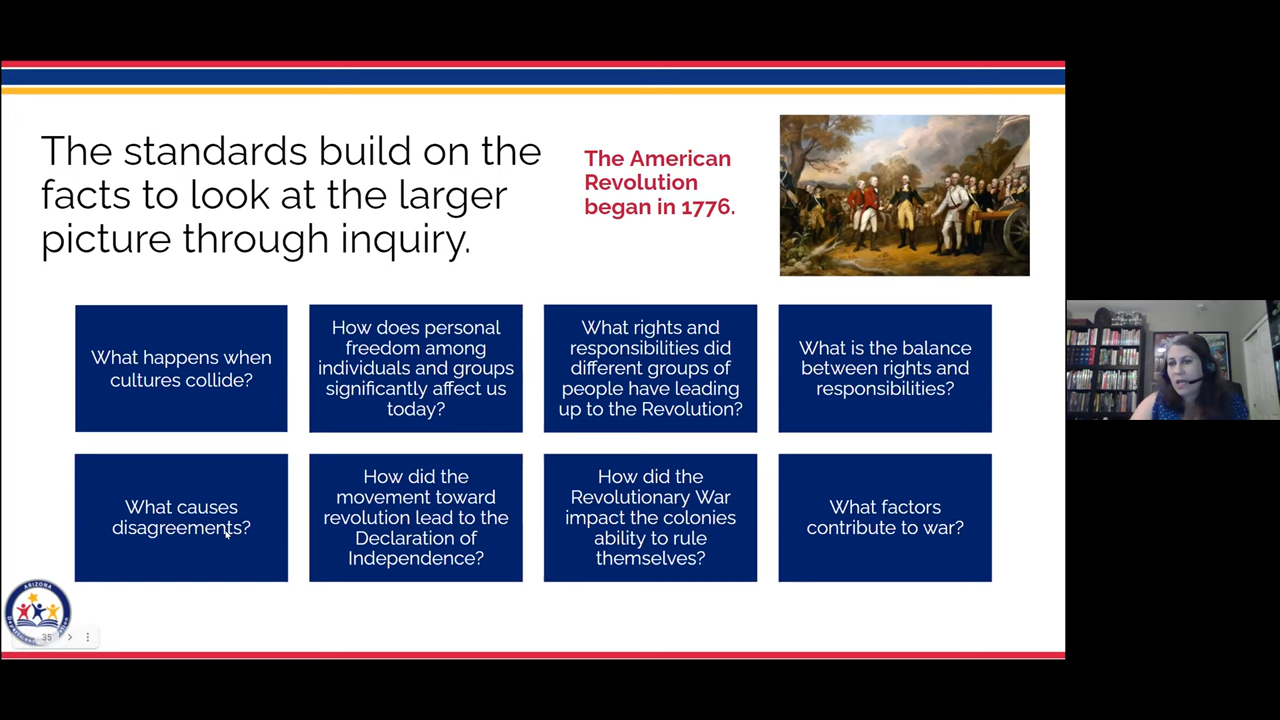 The standards build on the
facts to look at the larger
picture through inquiry.
The American
Revolution
began in 1776.
What happens when
cultures collide?
How does personal
freedom among
individuals and groups
significantly affect us
today?
What rights and
responsibilities did
different groups of
people have leading
up to the Revolution?
What is the balance
between rights and
responsibilities?
What causes
disagreements?
How did the
movement toward
revolution lead to the
Declaration of
Independence?
How did the
Revolutionary War
impact the colonies
ability to rule
themselves?
What factors
contribute to war?
ARIZONA
35